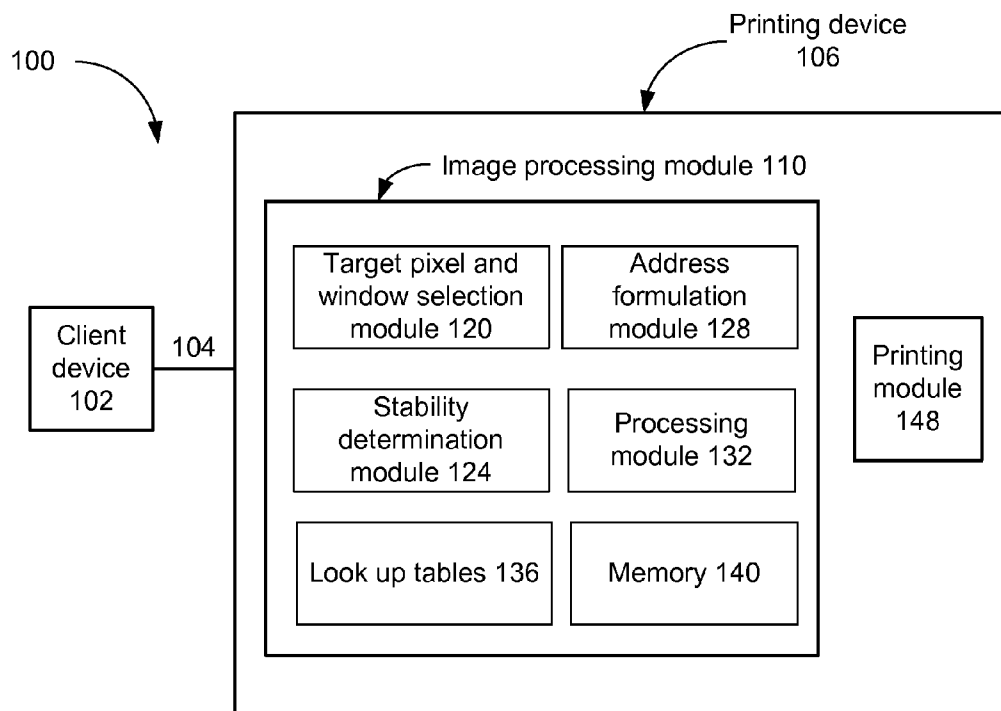 Printing device
106
100
Image processing module 110
Target pixel and
window selection
module 120
Address
formulation
module 128
Client
device
102
104
Stability
determination
module 124
Processing
module 132
Printing
module
148
Look up tables 136
Memory 140